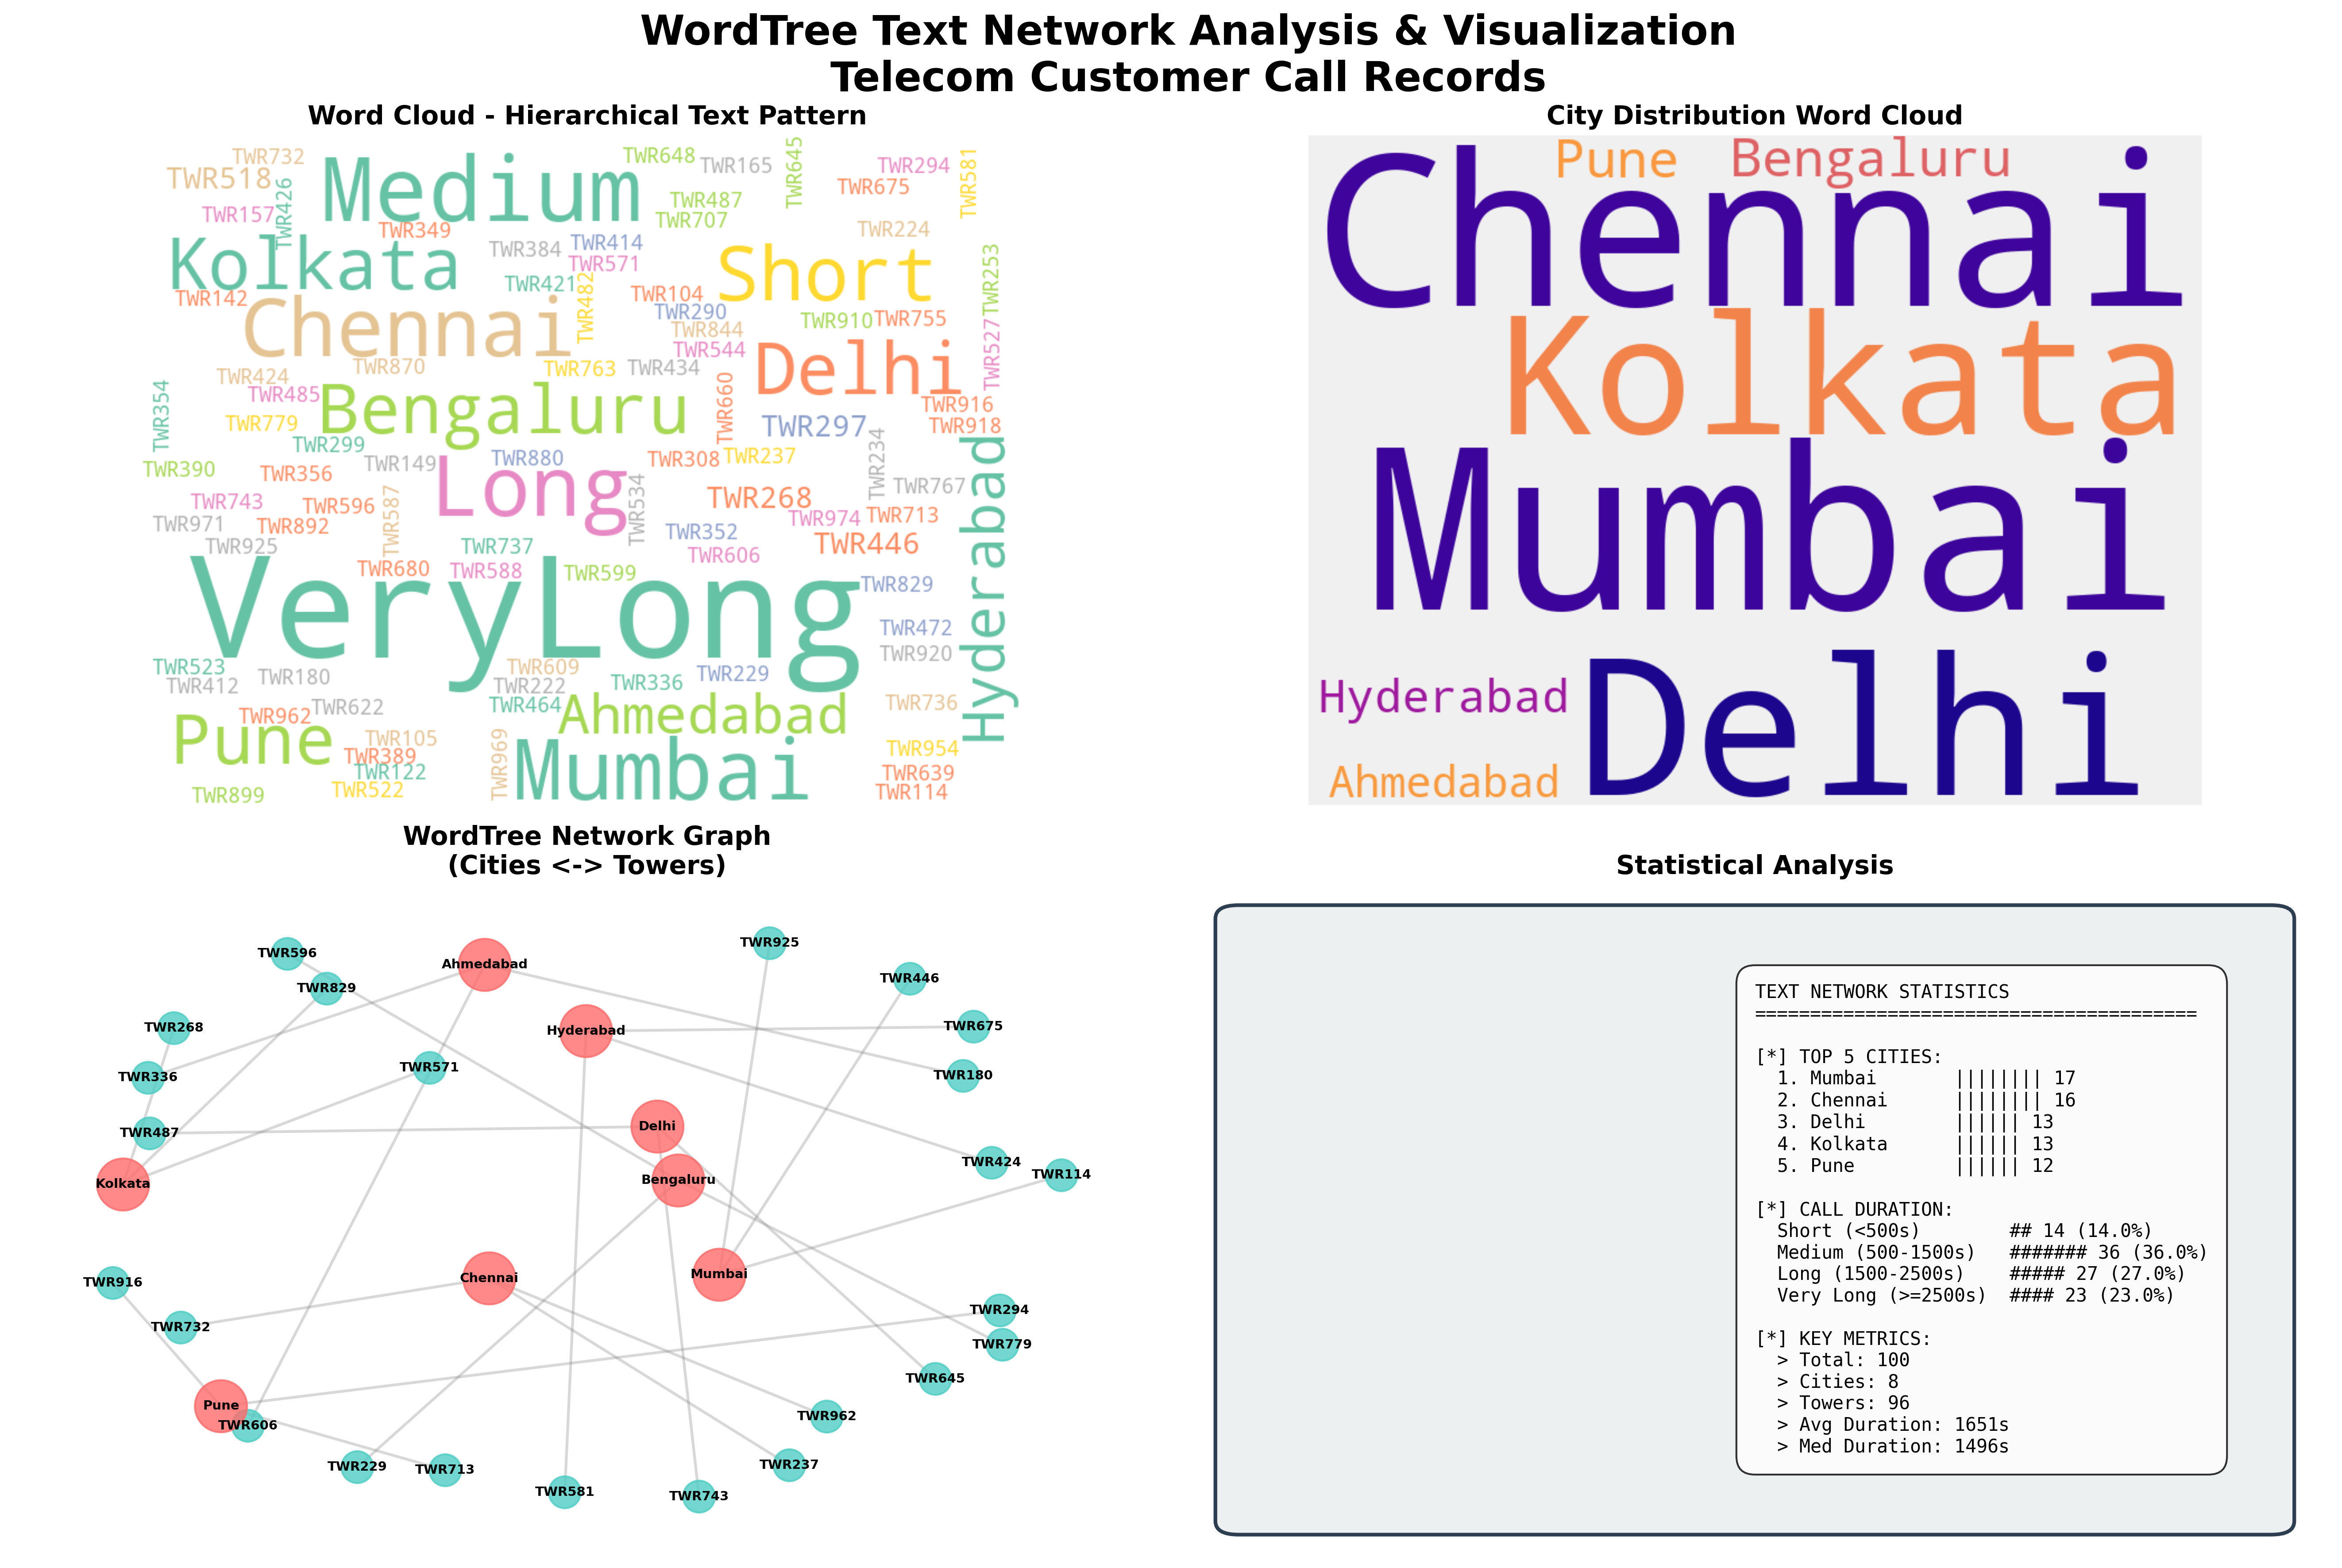 WordTree Text Network Analysis & Visualization
Telecom Customer Call Records
Word Cloud - Hierarchical Text Pattern
TWR732
TWR518
TWR426
TWR157
Medium
TWR648
TWR165
TWR645
TWR294
TWR675
TWR581
TWR487
TWR707
TWR349
Kolkata
TWR384
TWR414
TWR571
TWR224
Short
TWR253
TWR421
TWR482
TWR142
Chennai
TWR104
TWR290
TWR844
TWR544
TWR910
TWR755
TWR527
Delhi
TWR870
TWR763
TWR434
TWR424
TWR485
TWR354
TWR779
Bengaluru
TWR660
TWR297
TWR916
TWR918
TWR299
TWR390
TWR356
TWR149
TWR880
TWR308
TWR237
TWR234
TWR767
Hyderabad
Long
TWR534
TWR268
TWR743
TWR596
TWR587
TWR971
TWR892
TWR352
TWR974
TWR713
TWR925
TWR737
TWR606
TWR446
TWR680
TWR588
TWR599
TWR829
VeryLong
TWR472
TWR920
TWR523
TWR180
TWR412
TWR609
TWR222
TWR336
TWR229
TWR464
TWR622
TWR962
Ahmedabad
TWR736
Pune
TWR105
TWR389
TWR122
TWR969
Mumbai
TWR954
TWR639
TWR114
TWR899
TWR522
City Distribution Word Cloud
Pune
Bengaluru
Chennai
Kolkata
Mumbai
Hyderabad
Delhi
Ahmedabad
WordTree Network Graph
(Cities <-> Towers)
TWR596
Ahmedabad
TWR925
TWR829
TWR446
TWR268
Hyderabad
TWR675
TWR336
TWR571
TWR180
TWR487
Delhi
TWR424
TWR114
Kolkata
Bengaluru
TWR916
Chennai
Mumbai
TWR732
TWR294
TWR779
TWR645
Pune
TWR606
TWR962
TWR229
TWR713
TWR237
TWR581
TWR743
Statistical Analysis
TEXT NETWORK STATISTICS
========================================
[*] TOP 5 CITIES:
1. Mumbai |||||||| 17
2. Chennai |||||||| 16
3. Delhi |||||| 13
4. Kolkata |||||| 13
5. Pune |||||| 12
[*] CALL DURATION:
Short (<500s) ## 14 (14.0%)
Medium (500-1500s) ####### 36 (36.0%)
Long (1500-2500s) ##### 27 (27.0%)
Very Long (>=2500s) #### 23 (23.0%)
[*] KEY METRICS:
> Total: 100
> Cities: 8
> Towers: 96
> Avg Duration: 1651s
> Med Duration: 1496s